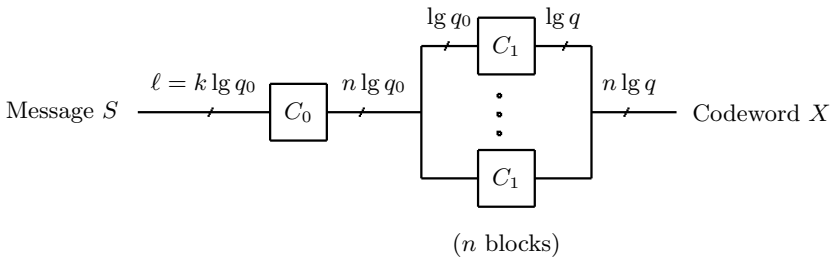 lg q₀ lg q
C₁
ℓ = k lg q₀ n lg q₀ n lg q
Message S C₀ Codeword X
C₁
(n blocks)